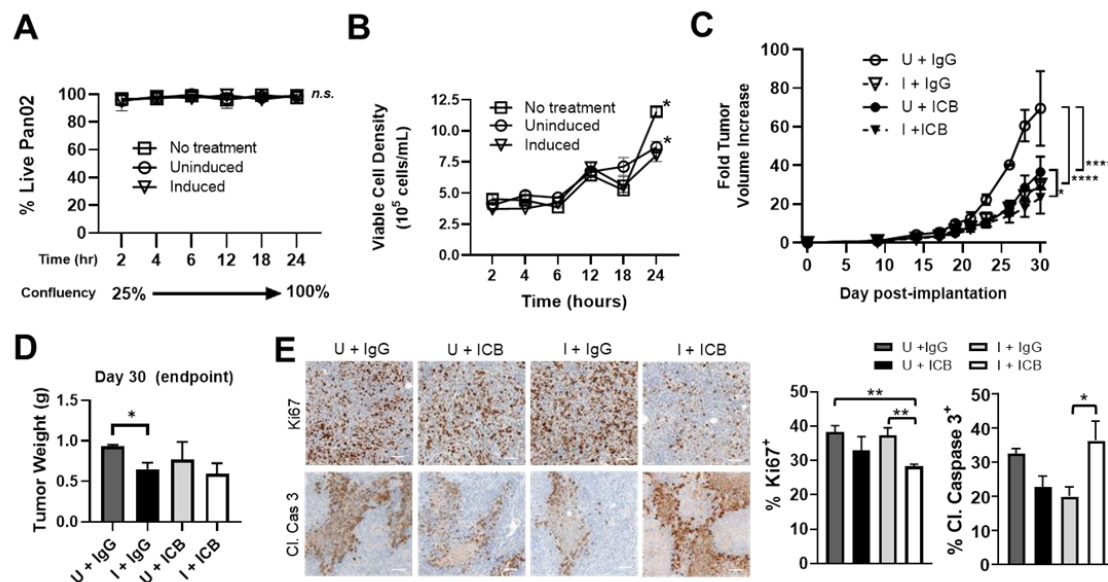 A
% Live Pan02
100
80
60
40
20
0
n.s.
No treatment
Uninduced
Induced
Time (hr) 2 4 6 12 18 24
Confluency 25% 100%
B
Viable Cell Density
(10⁵ cells/mL)
12.5
10.0
7.5
5.0
2.5
0.0
No treatment
Uninduced
Induced
*
*
2 4 6 12 18 24
Time (hours)
C
Fold Tumor
Volume Increase
100
80
60
40
20
0
U + IgG
I + IgG
U + ICB
I +ICB
****
****
*
0 5 10 15 20 25 30
Day post-implantation
D
Day 30 (endpoint)
Tumor Weight (g)
1.5
1.0
0.5
0.0
*
U + IgG
I + IgG
U + ICB
I + ICB
E
U + IgG U + ICB I + IgG I + ICB
Ki67
Cl. Cas 3
U +IgG I + IgG
U + ICB I + ICB
% Ki67⁺
50
40
30
20
10
0
**
**
% Cl. Caspase 3⁺
50
40
30
20
10
0
*